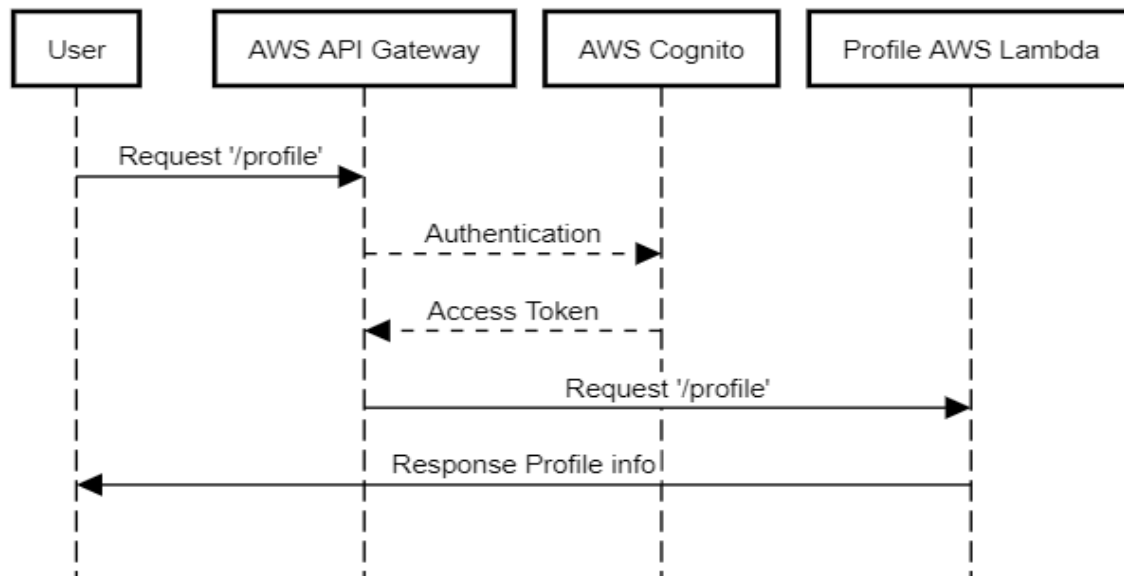 User
AWS API Gateway
AWS Cognito
Profile AWS Lambda
Request '/profile'
Authentication
Access Token
Request '/profile'
Response Profile info